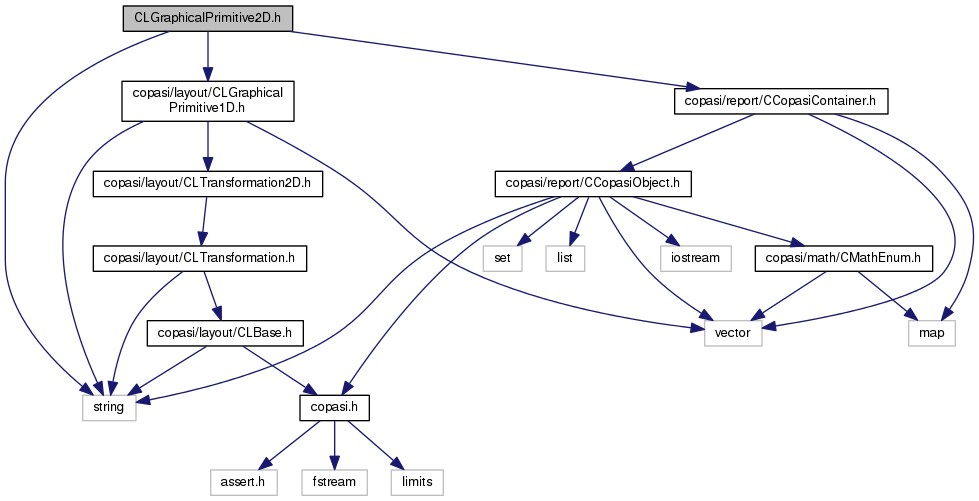 CLGraphicalPrimitive2D.h
copasi/layout/CLGraphical
Primitive1D.h
copasi/report/CCopasiContainer.h
copasi/layout/CLTransformation2D.h
copasi/report/CCopasiObject.h
copasi/layout/CLTransformation.h
set
list
iostream
copasi/math/CMathEnum.h
copasi/layout/CLBase.h
vector
map
string
copasi.h
assert.h
fstream
limits